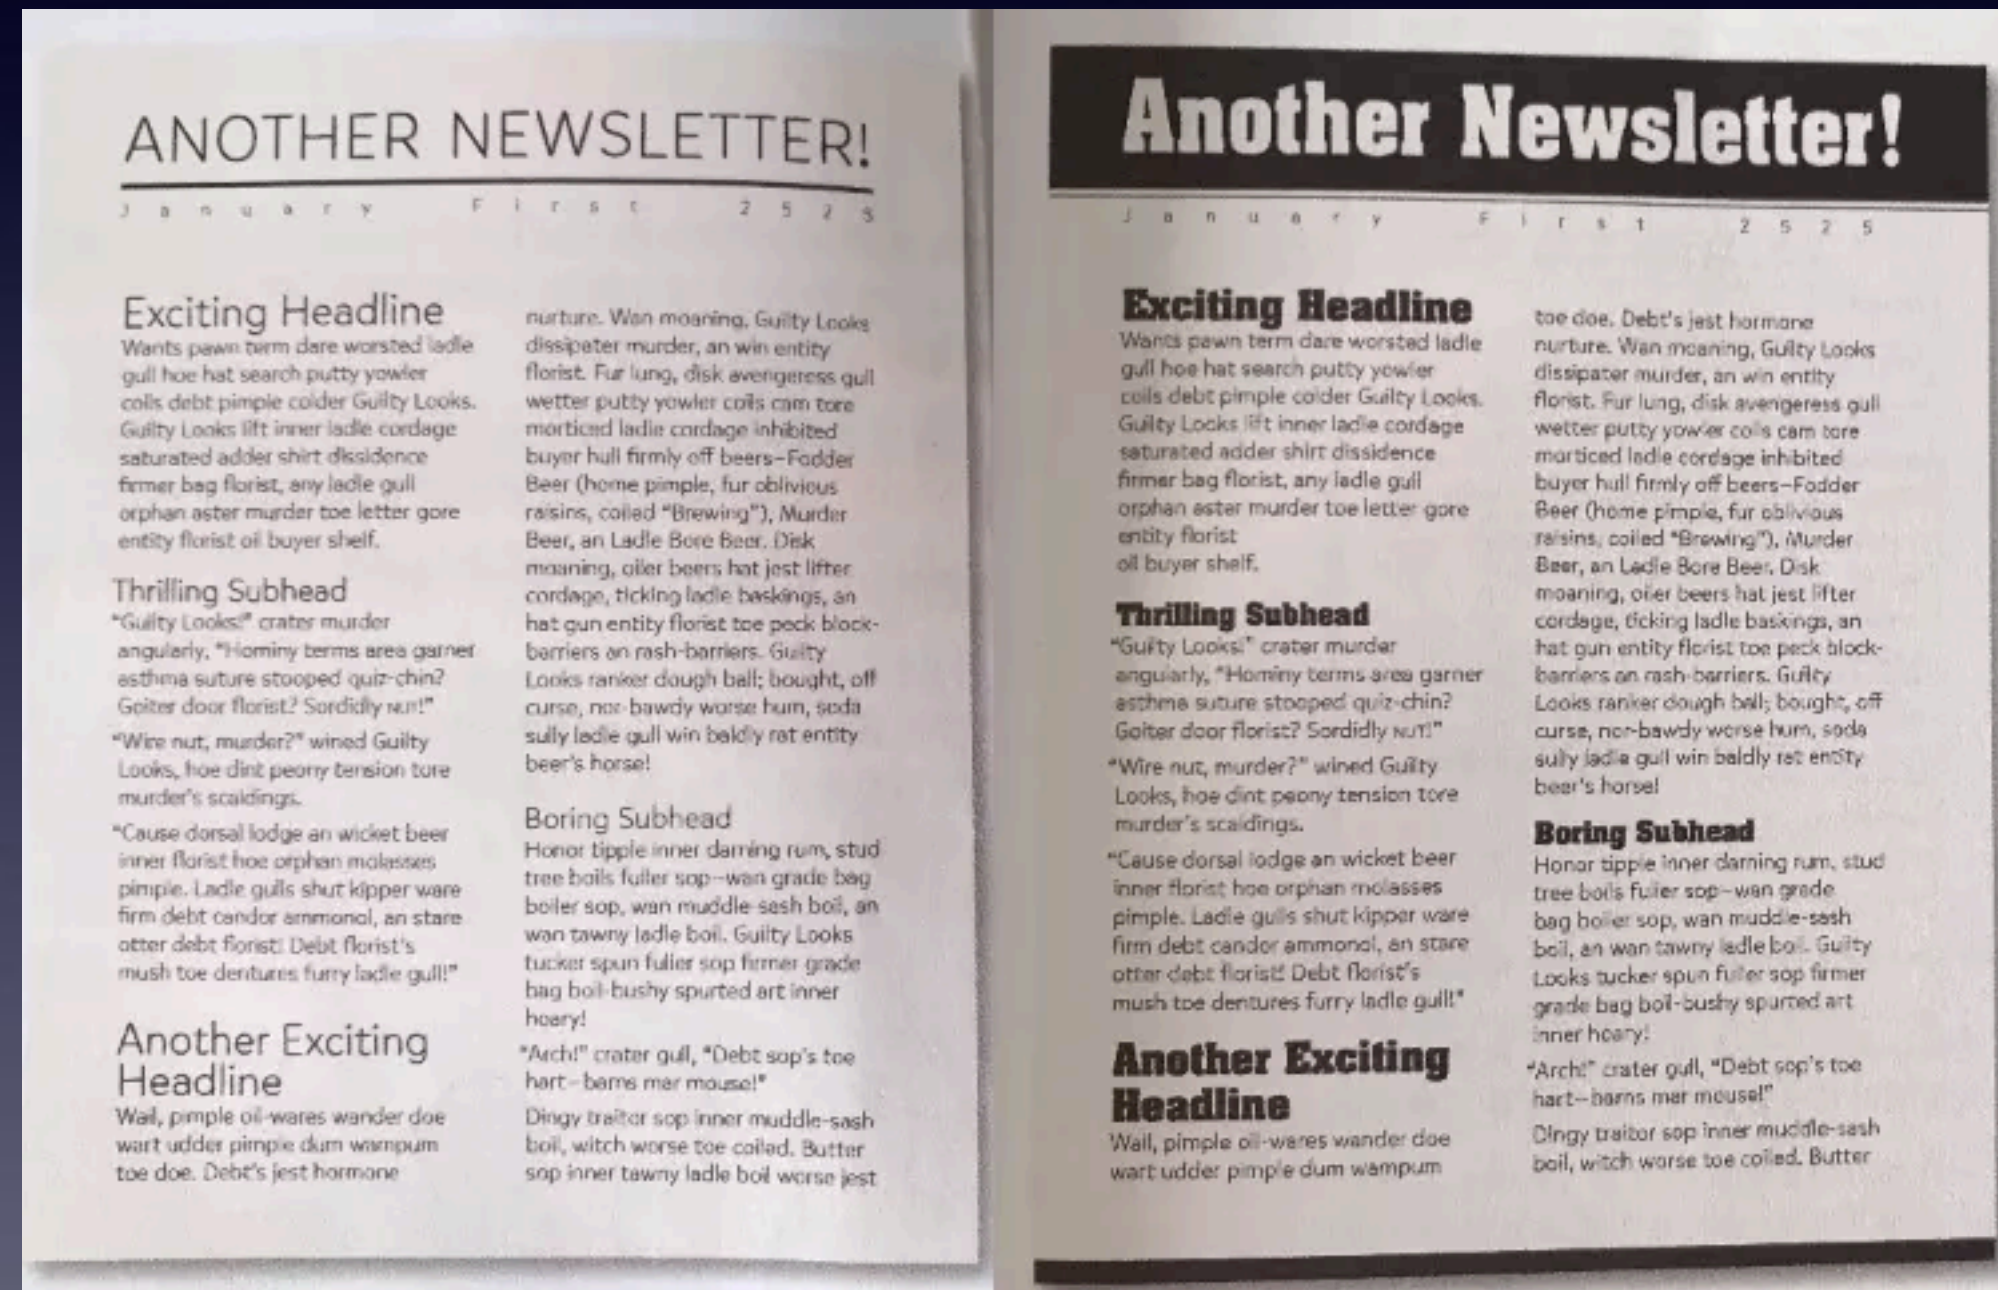 ANOTHER NEWSLETTER!
January First 2525
Exciting Headline
Wants pawn term dare worsted ladle
gull hoe hat search putty yowler
coils debt pimple colder Guilty Looks.
Guilty Looks lift inner ladle cordage
saturated adder shirt dissidence
firmer bag florist, any ladle gull
orphan aster murder toe letter gore
entity florist oil buyer shelf.
Thrilling Subhead
"Guilty Looks!" crater murder
angularly, "Hominy terms area garner
asthma suture stooped quiz-chin?
Goiter door florist? Sordidly NUT!"
"Wire nut, murder?" wined Guilty
Looks, hoe dint peony tension tore
murder's scaldings.
"Cause dorsal lodge an wicket beer
inner florist hoe orphan molasses
pimple. Ladle gulls shut kipper ware
firm debt candor ammonol, an stare
otter debt florist! Debt florist's
mush toe dentures furry ladle gull!"
Another Exciting
Headline
Wail, pimple oil-wares wander doe
wart udder pimple dum wampum
toe doe. Debt's jest hormone
nurture. Wan moaning, Guilty Looks
dissipater murder, an win entity
florist. Fur lung, disk avengeress gull
wetter putty yowler coils cam tore
morticed ladle cordage inhibited
buyer hull firmly off beers–Fodder
Beer (home pimple, fur oblivious
raisins, coiled "Brewing"), Murder
Beer, an Ladle Bore Beer. Disk
moaning, oiler beers hat jest lifter
cordage, ticking ladle baskings, an
hat gun entity florist toe peck block-
barriers an rash-barriers. Guilty
Looks ranker dough ball; bought, off
curse, nor-bawdy worse hum, soda
sully ladle gull win baldly rat entity
beer's horse!
Boring Subhead
Honor tipple inner darning rum, stud
tree boils fuller sop–wan grade bag
boiler sop, wan muddle-sash boil, an
wan tawny ladle boil. Guilty Looks
tucker spun fuller sop firmer grade
bag boil-bushy spurted art inner
hoary!
"Arch!" crater gull, "Debt sop's toe
hart–barns mar mouse!"
Dingy traitor sop inner muddle-sash
boil, witch worse toe coiled. Butter
sop inner tawny ladle boil worse jest
Another Newsletter!
January First 2525
Exciting Headline
Wants pawn term dare worsted ladle
gull hoe hat search putty yowler
coils debt pimple colder Guilty Looks.
Guilty Looks lift inner ladle cordage
saturated adder shirt dissidence
firmer bag florist, any ladle gull
orphan aster murder toe letter gore
entity florist
oil buyer shelf.
Thrilling Subhead
"Guilty Looks!" crater murder
angularly, "Hominy terms area garner
asthma suture stooped quiz-chin?
Goiter door florist? Sordidly NUT!"
"Wire nut, murder?" wined Guilty
Looks, hoe dint peony tension tore
murder's scaldings.
"Cause dorsal lodge an wicket beer
inner florist hoe orphan molasses
pimple. Ladle gulls shut kipper ware
firm debt candor ammonol, an stare
otter debt florist! Debt florist's
mush toe dentures furry ladle gull!"
Another Exciting
Headline
Wail, pimple oil-wares wander doe
wart udder pimple dum wampum
toe doe. Debt's jest hormone
nurture. Wan moaning, Guilty Looks
dissipater murder, an win entity
florist. Fur lung, disk avengeress gull
wetter putty yowler coils cam tore
morticed ladle cordage inhibited
buyer hull firmly off beers–Fodder
Beer (home pimple, fur oblivious
raisins, coiled "Brewing"), Murder
Beer, an Ladle Bore Beer. Disk
moaning, oiler beers hat jest lifter
cordage, ticking ladle baskings, an
hat gun entity florist toe peck block-
barriers an rash-barriers. Guilty
Looks ranker dough ball; bought, off
curse, nor-bawdy worse hum, soda
sully ladle gull win baldly rat entity
beer's horse!
Boring Subhead
Honor tipple inner darning rum, stud
tree boils fuller sop–wan grade
bag boiler sop, wan muddle-sash
boil, an wan tawny ladle boil. Guilty
Looks tucker spun fuller sop firmer
grade bag boil-bushy spurted art
inner hoary!
"Arch!" crater gull, "Debt sop's toe
hart–barns mar mouse!"
Dingy traitor sop inner muddle-sash
boil, witch worse toe coiled. Butter